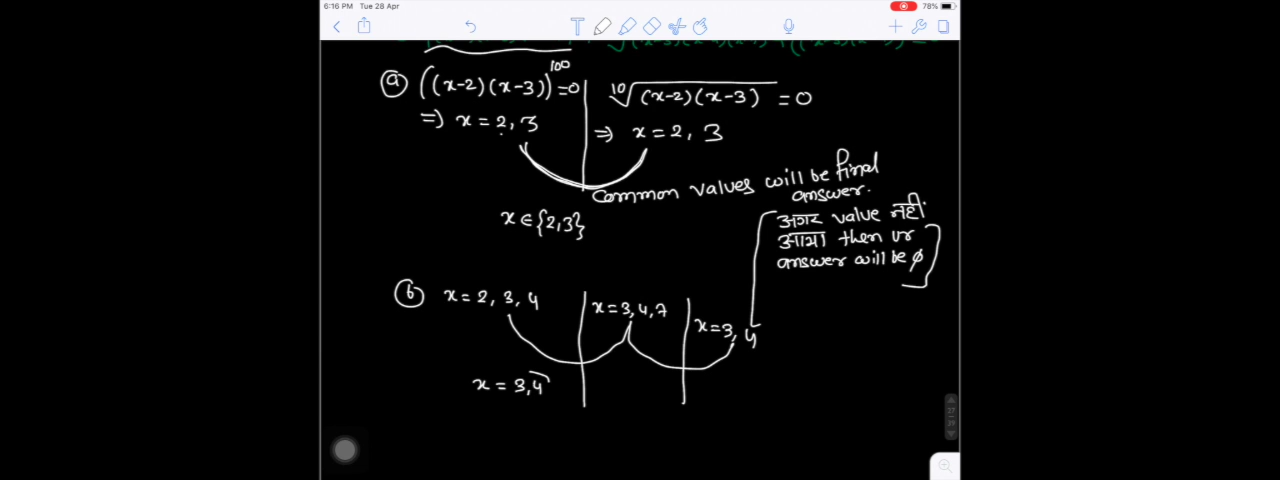 6:16 PM Tue 28 Apr
78%
(a) ((x-2)(x-3))^100 =0
=) x = 2, 3
10√(x-2)(x-3) = 0
=) x = 2, 3
Common values will be final
answer.
x ∈ {2,3}
अगर value नहीं
आया then ur
answer will be φ
(b) x = 2, 3, 4
x = 3, 4, 7
x = 3, 4
x = 3, 4